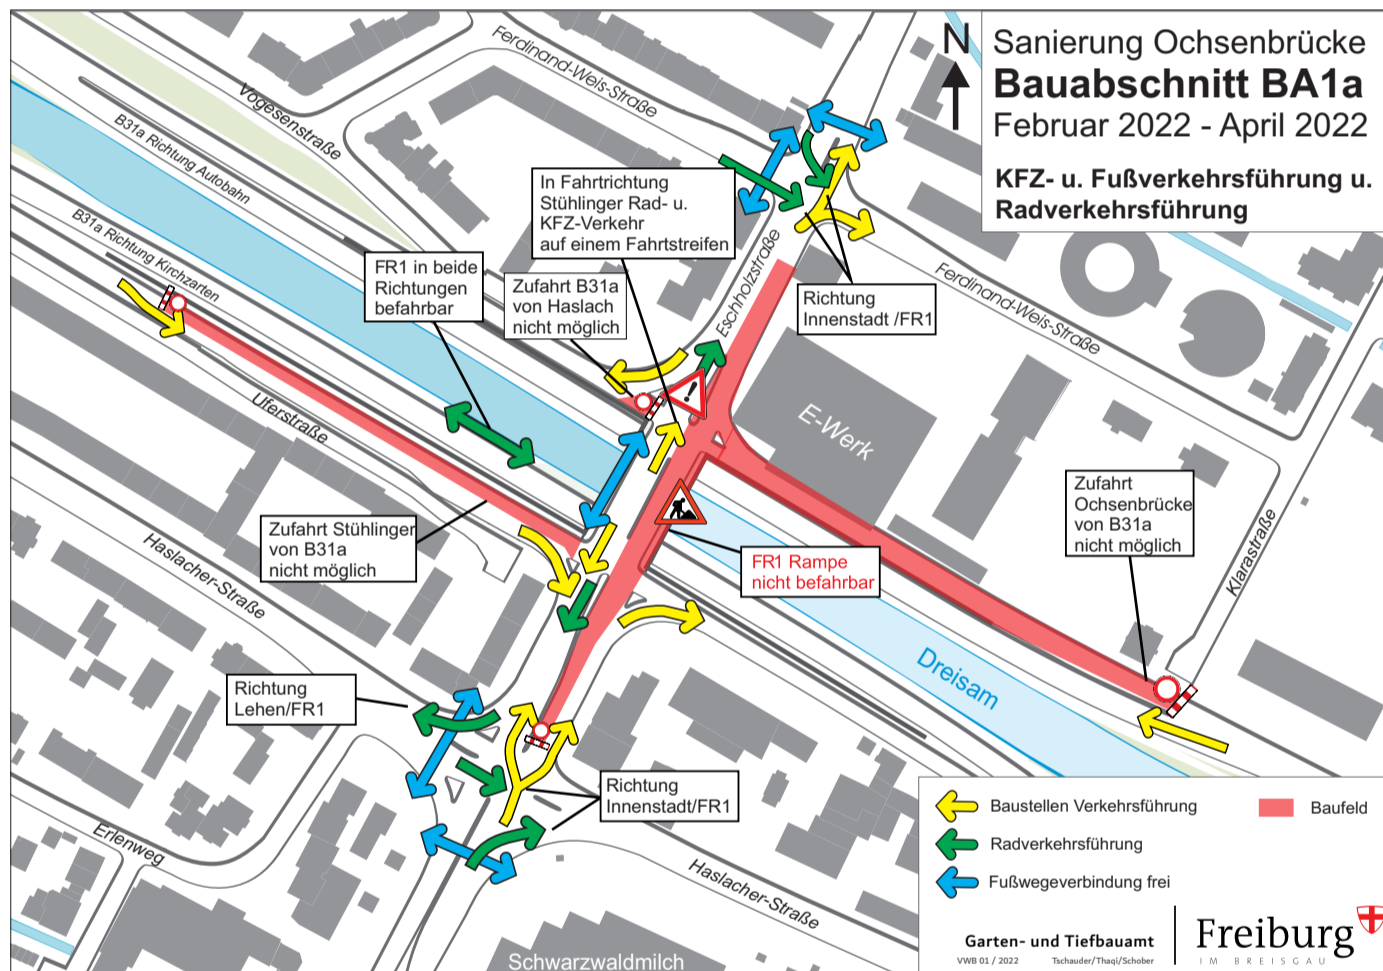 N
Sanierung Ochsenbrücke
Bauabschnitt BA1a
Februar 2022 - April 2022
KFZ- u. Fußverkehrsführung u.
Radverkehrsführung
Ferdinand-Weis-Straße
Vogesenstraße
B31a Richtung Autobahn
B31a Richtung Kirchzarten
In Fahrtrichtung
Stühlinger Rad- u.
KFZ-Verkehr
auf einem Fahrtstreifen
FR1 in beide
Richtungen
befahrbar
Zufahrt B31a
von Haslach
nicht möglich
Eschholzstraße
Richtung
Innenstadt /FR1
Ferdinand-Weis-Straße
Uferstraße
E-Werk
Zufahrt
Ochsenbrücke
von B31a
nicht möglich
Klarastraße
Haslacher-Straße
Zufahrt Stühlinger
von B31a
nicht möglich
FR1 Rampe
nicht befahrbar
Dreisam
Richtung
Lehen/FR1
Richtung
Innenstadt/FR1
Erlenweg
Haslacher-Straße
Schwarzwaldmilch
Baustellen Verkehrsführung
Baufeld
Radverkehrsführung
Fußwegeverbindung frei
Garten- und Tiefbauamt
VWB 01 / 2022
Tschauder/Thaqi/Schober
Freiburg
IM BREISGAU